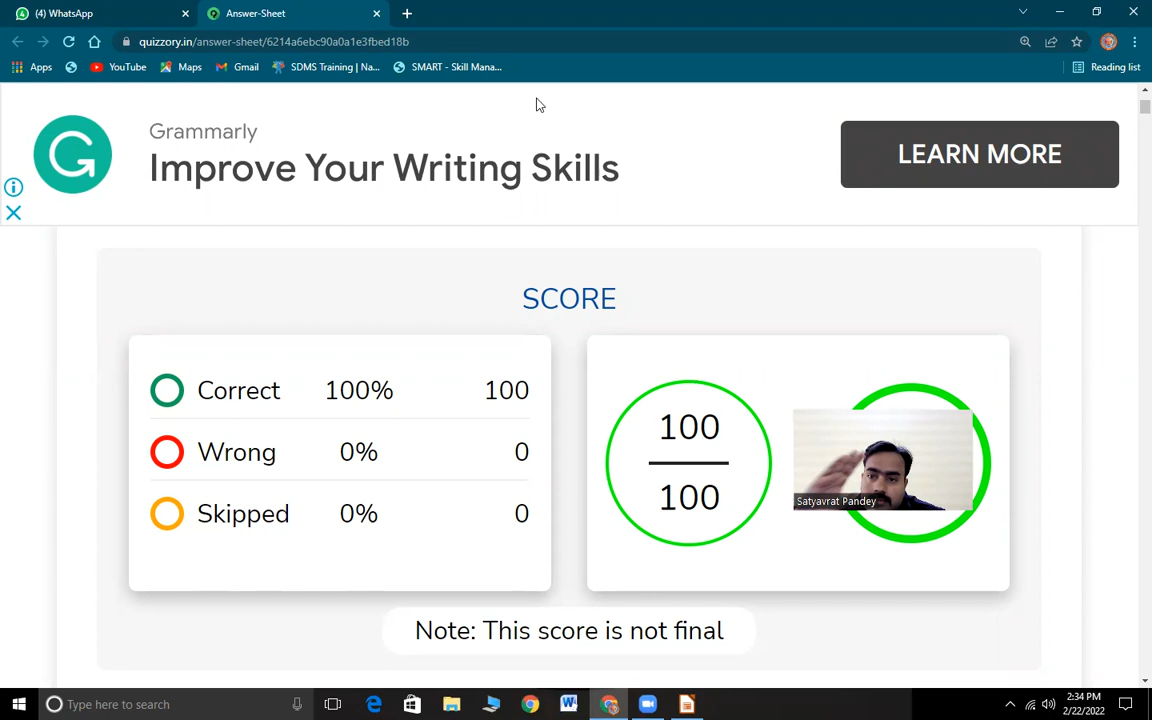 (4) WhatsApp
Answer-Sheet
quizzory.in/answer-sheet/6214a6ebc90a0a1e3fbed18b
Apps
YouTube
Maps
Gmail
SDMS Training | Na...
SMART - Skill Mana...
Reading list
Grammarly
Improve Your Writing Skills
LEARN MORE
SCORE
Correct 100% 100
Wrong 0% 0
Skipped 0% 0
100
100
Satyavrat Pandey
Note: This score is not final
Type here to search
2:34 PM
2/22/2022